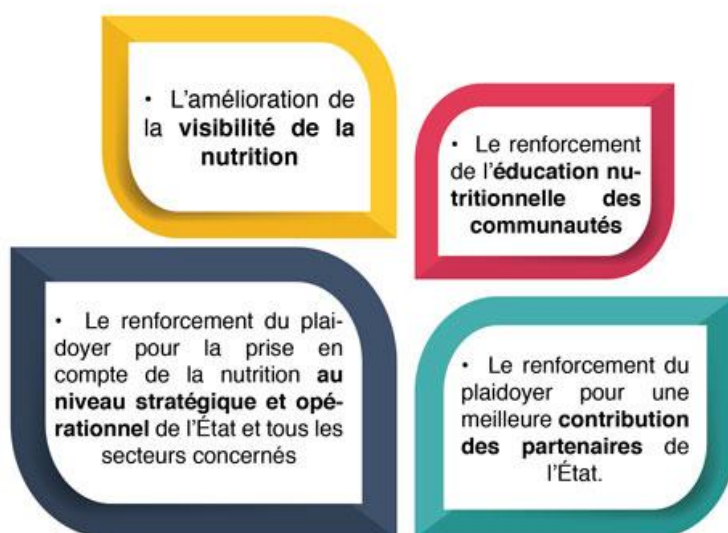 • L'amélioration de
la visibilité de la
nutrition
• Le renforcement
de l'éducation nu-
tritionnelle des
communautés
• Le renforcement du plai-
doyer pour la prise en
compte de la nutrition au
niveau stratégique et opé-
rationnel de l'État et tous les
secteurs concernés
• Le renforcement du
plaidoyer pour une
meilleure contribution
des partenaires de
l'État.